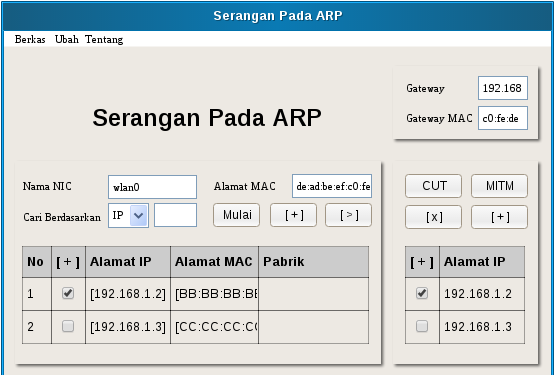 Serangan Pada ARP
Berkas Ubah Tentang
Serangan Pada ARP
Gateway 192.168
Gateway MAC c0:fe:de
Nama NIC wlan0 Alamat MAC de:ad:be:ef:c0:fe
Cari Berdasarkan IP Mulai [ + ] [ > ]
No [ + ] Alamat IP Alamat MAC Pabrik
1 [192.168.1.2] [BB:BB:BB:BB
2 [192.168.1.3] [CC:CC:CC:CC
CUT MITM
[ x ] [ + ]
[ + ] Alamat IP
192.168.1.2
192.168.1.3